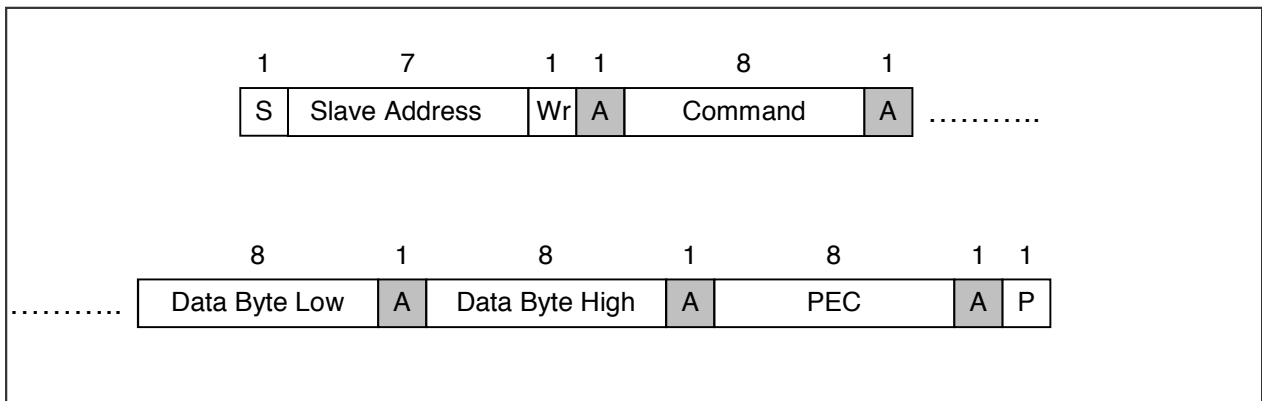 1 7 1 1 8 1
S Slave Address Wr A Command A ...........
8 1 8 1 8 1 1
........... Data Byte Low A Data Byte High A PEC A P